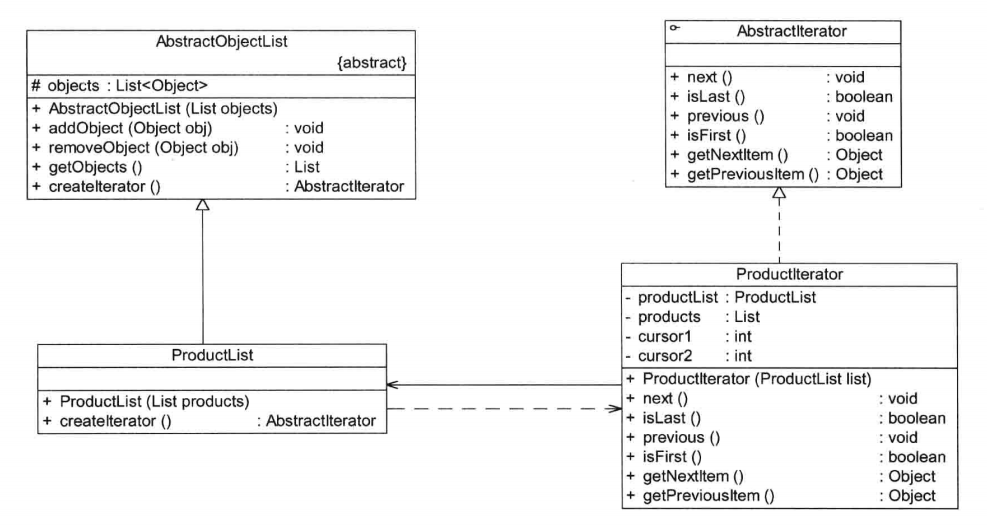 AbstractObjectList
{abstract}
# objects : List<Object>
+ AbstractObjectList (List objects)
+ addObject (Object obj) : void
+ removeObject (Object obj) : void
+ getObjects () : List
+ createIterator () : AbstractIterator
AbstractIterator
+ next () : void
+ isLast () : boolean
+ previous () : void
+ isFirst () : boolean
+ getNextItem () : Object
+ getPreviousItem () : Object
ProductList
+ ProductList (List products)
+ createIterator () : AbstractIterator
ProductIterator
- productList : ProductList
- products : List
- cursor1 : int
- cursor2 : int
+ ProductIterator (ProductList list)
+ next () : void
+ isLast () : boolean
+ previous () : void
+ isFirst () : boolean
+ getNextItem () : Object
+ getPreviousItem () : Object